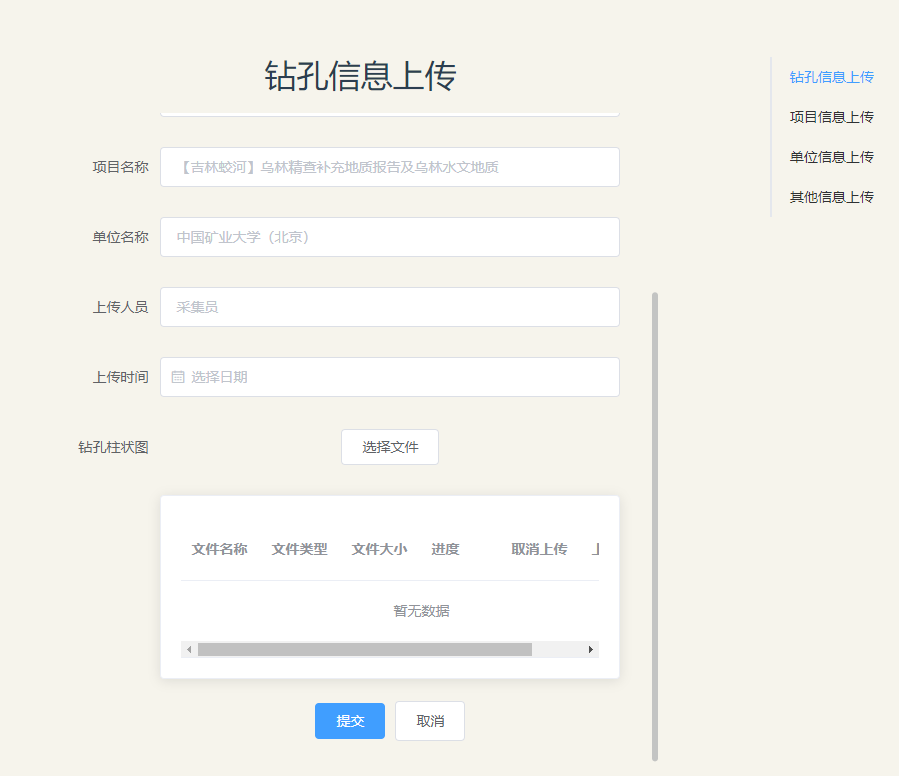 钻孔信息上传
钻孔信息上传
项目信息上传
单位信息上传
其他信息上传
项目名称 【吉林蛟河】乌林精查补充地质报告及乌林水文地质
单位名称 中国矿业大学（北京）
上传人员 采集员
上传时间 选择日期
钻孔柱状图 选择文件
文件名称 文件类型 文件大小 进度 取消上传
暂无数据
提交 取消